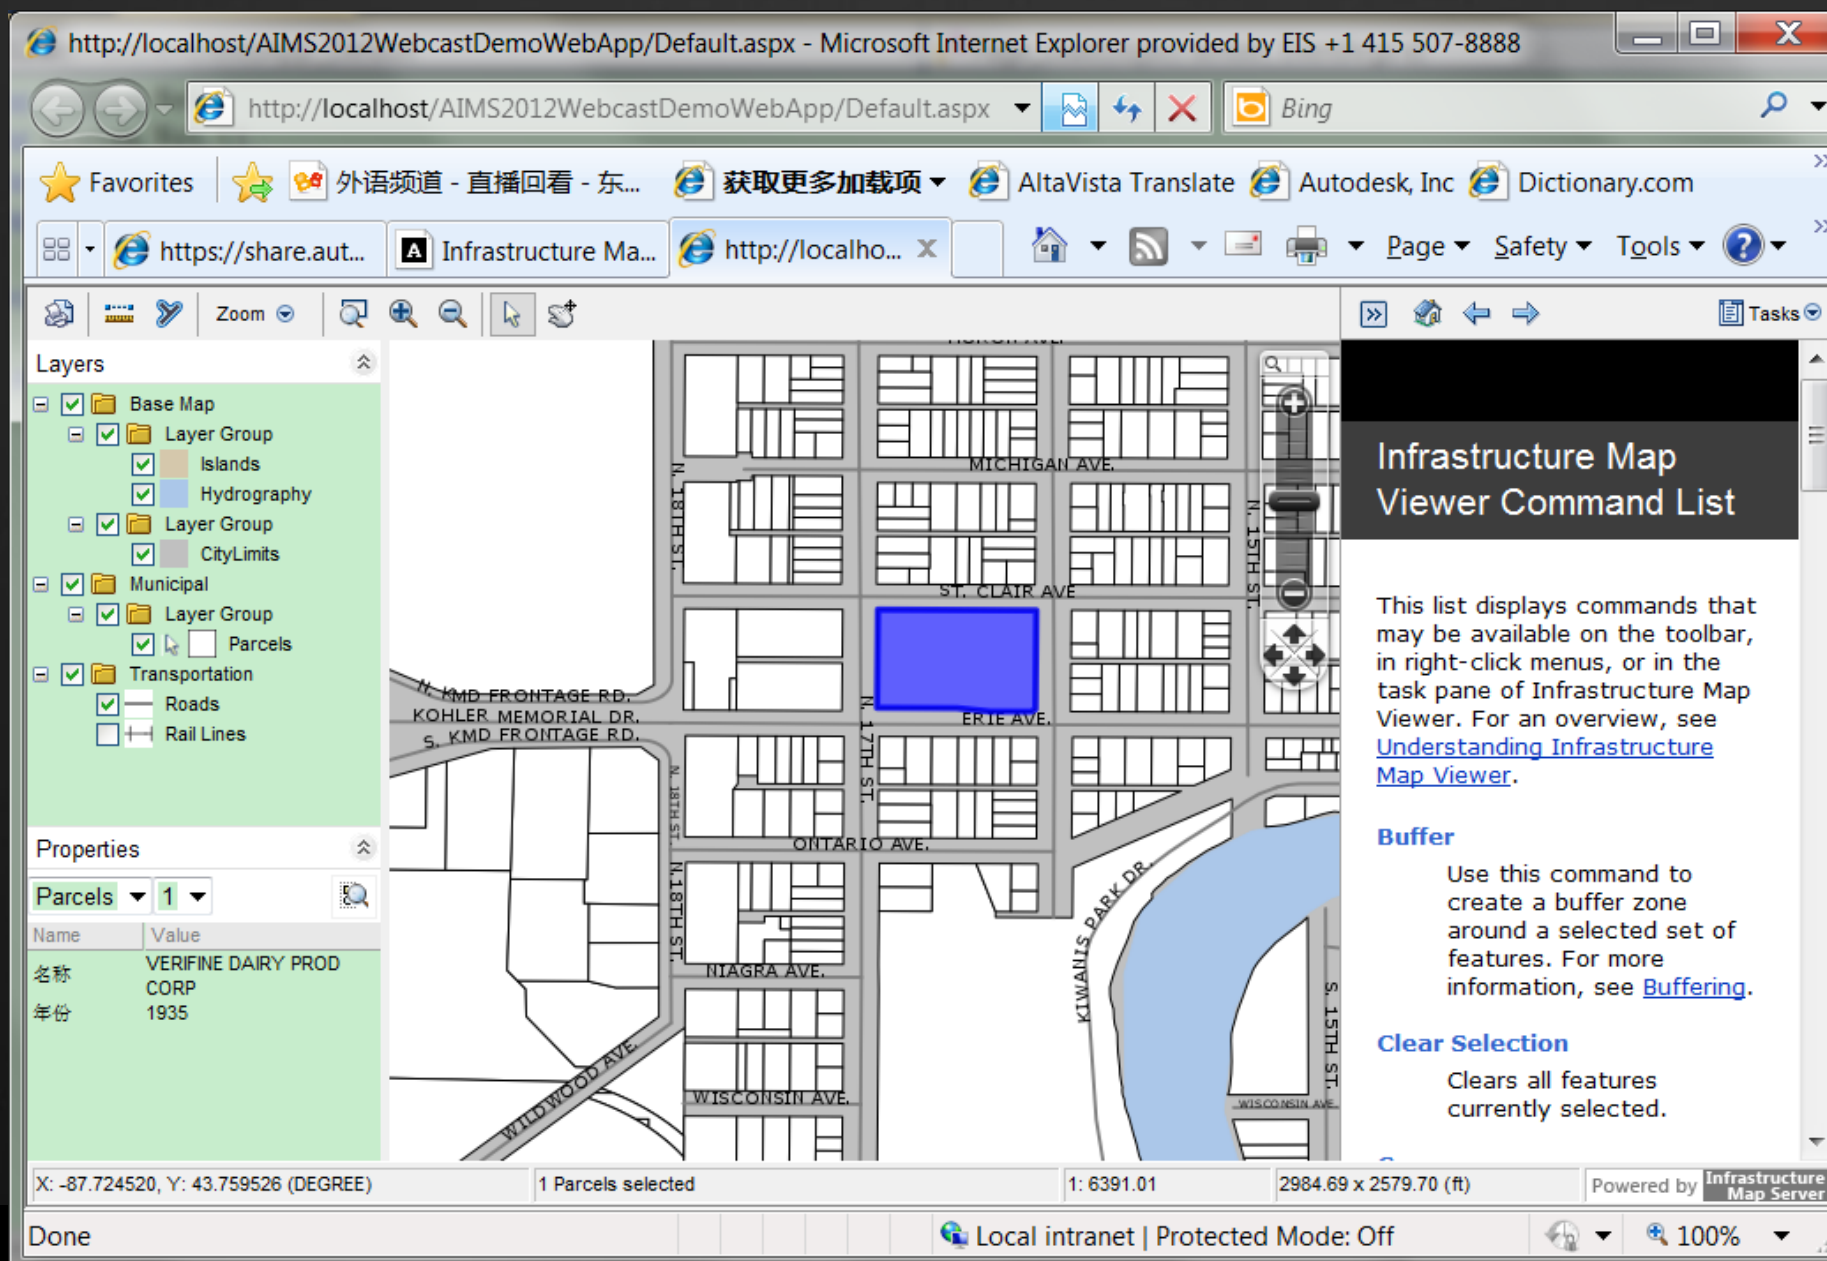 http://localhost/AIMS2012WebcastDemoWebApp/Default.aspx - Microsoft Internet Explorer provided by EIS +1 415 507-8888
http://localhost/AIMS2012WebcastDemoWebApp/Default.aspx
Bing
Favorites
外语频道 - 直播回看 - 东...
获取更多加载项
AltaVista Translate
Autodesk, Inc
Dictionary.com
https://share.aut...
Infrastructure Ma...
http://localho...
Page
Safety
Tools
Zoom
Tasks
Layers
Base Map
Layer Group
Islands
Hydrography
Layer Group
CityLimits
Municipal
Layer Group
Parcels
Transportation
Roads
Rail Lines
Properties
Parcels
1
Name
Value
名称
VERIFINE DAIRY PROD
CORP
年份
1935
MICHIGAN AVE.
N. 18TH ST.
N. 15TH ST.
ST. CLAIR AVE
N. KMD FRONTAGE RD.
KOHLER MEMORIAL DR.
S. KMD FRONTAGE RD.
ERIE AVE.
N. 17TH ST.
N. 18TH ST.
ONTARIO AVE.
N.18TH ST.
KIWANIS PARK DR.
NIAGRA AVE.
S. 15TH ST.
WILDWOOD AVE.
WISCONSIN AVE.
WISCONSIN AVE.
Infrastructure Map
Viewer Command List
This list displays commands that
may be available on the toolbar,
in right-click menus, or in the
task pane of Infrastructure Map
Viewer. For an overview, see
Understanding Infrastructure
Map Viewer.
Buffer
Use this command to
create a buffer zone
around a selected set of
features. For more
information, see Buffering.
Clear Selection
Clears all features
currently selected.
X: -87.724520, Y: 43.759526 (DEGREE)
1 Parcels selected
1: 6391.01
2984.69 x 2579.70 (ft)
Powered by
Infrastructure
Map Server
Done
Local intranet | Protected Mode: Off
100%